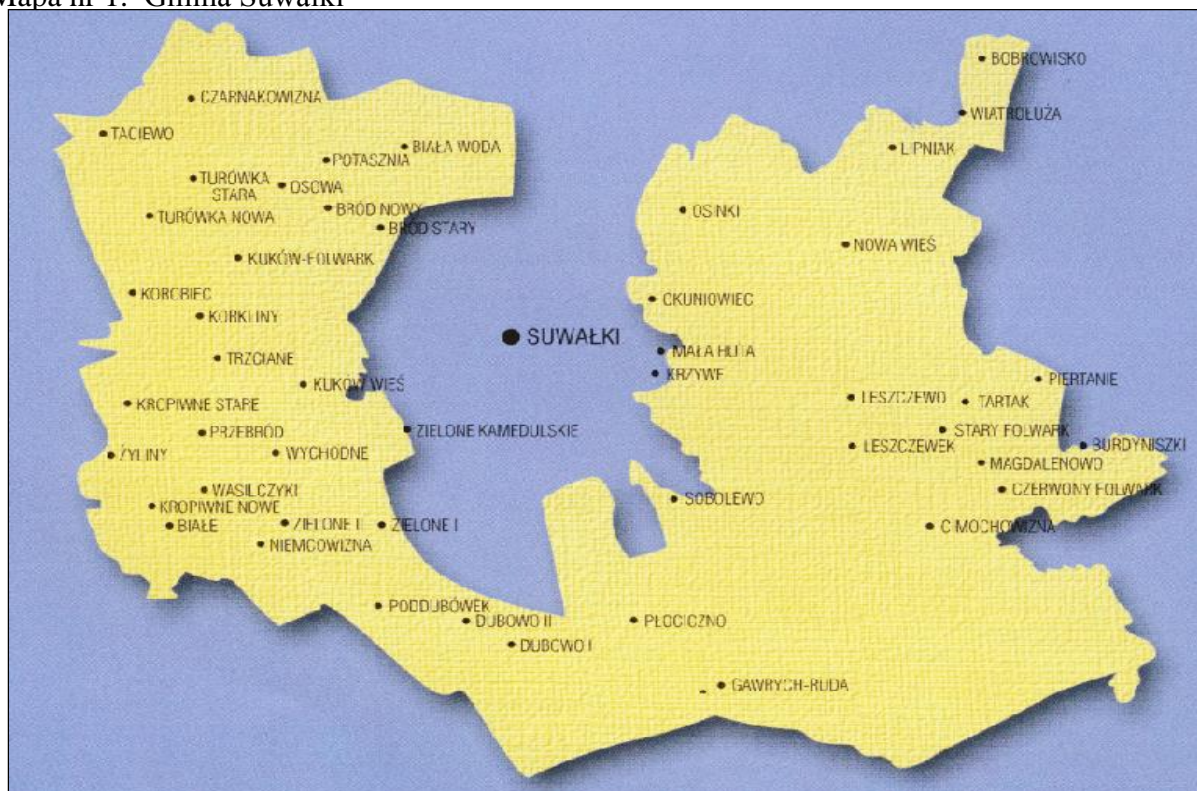 Mapa nr 1. Gmina Suwałki
BOBROWISKO
CZARNAKOWIZNA
WIATROŁUŻA
TACIEWO
BIAŁA WODA
LIPNIAK
POTASZNIA
TURÓWKA
STARA
OSOWA
BRÓD NOWY
OSINKI
TURÓWKA NOWA
BRÓD STARY
NOWA WIEŚ
KUKÓW-FOLWARK
KOROBIEC
OKUNIOWIEC
KORKLINY
SUWAŁKI
MAŁA HUTA
TRZCIANE
KRZYWE
PIERTANIE
KUKÓW WIEŚ
LESZCZEWO
TARTAK
KROPIWNE STARE
ZIELONE KAMEDULSKIE
STARY FOLWARK
PRZEBRÓD
LESZCZEWEK
BURDYNISZKI
ŻYLINY
WYCHODNE
MAGDALENOWO
WASILCZYKI
CZERWONY FOLWARK
SOBOLEWO
KROPIWNE NOWE
BIAŁE
ZIELONE II
ZIELONE I
CIMOCHOWIZNA
NIEMCOWIZNA
PODDUBÓWEK
DUBOWO II
PŁOCICZNO
DUBOWO I
GAWRYCH-RUDA